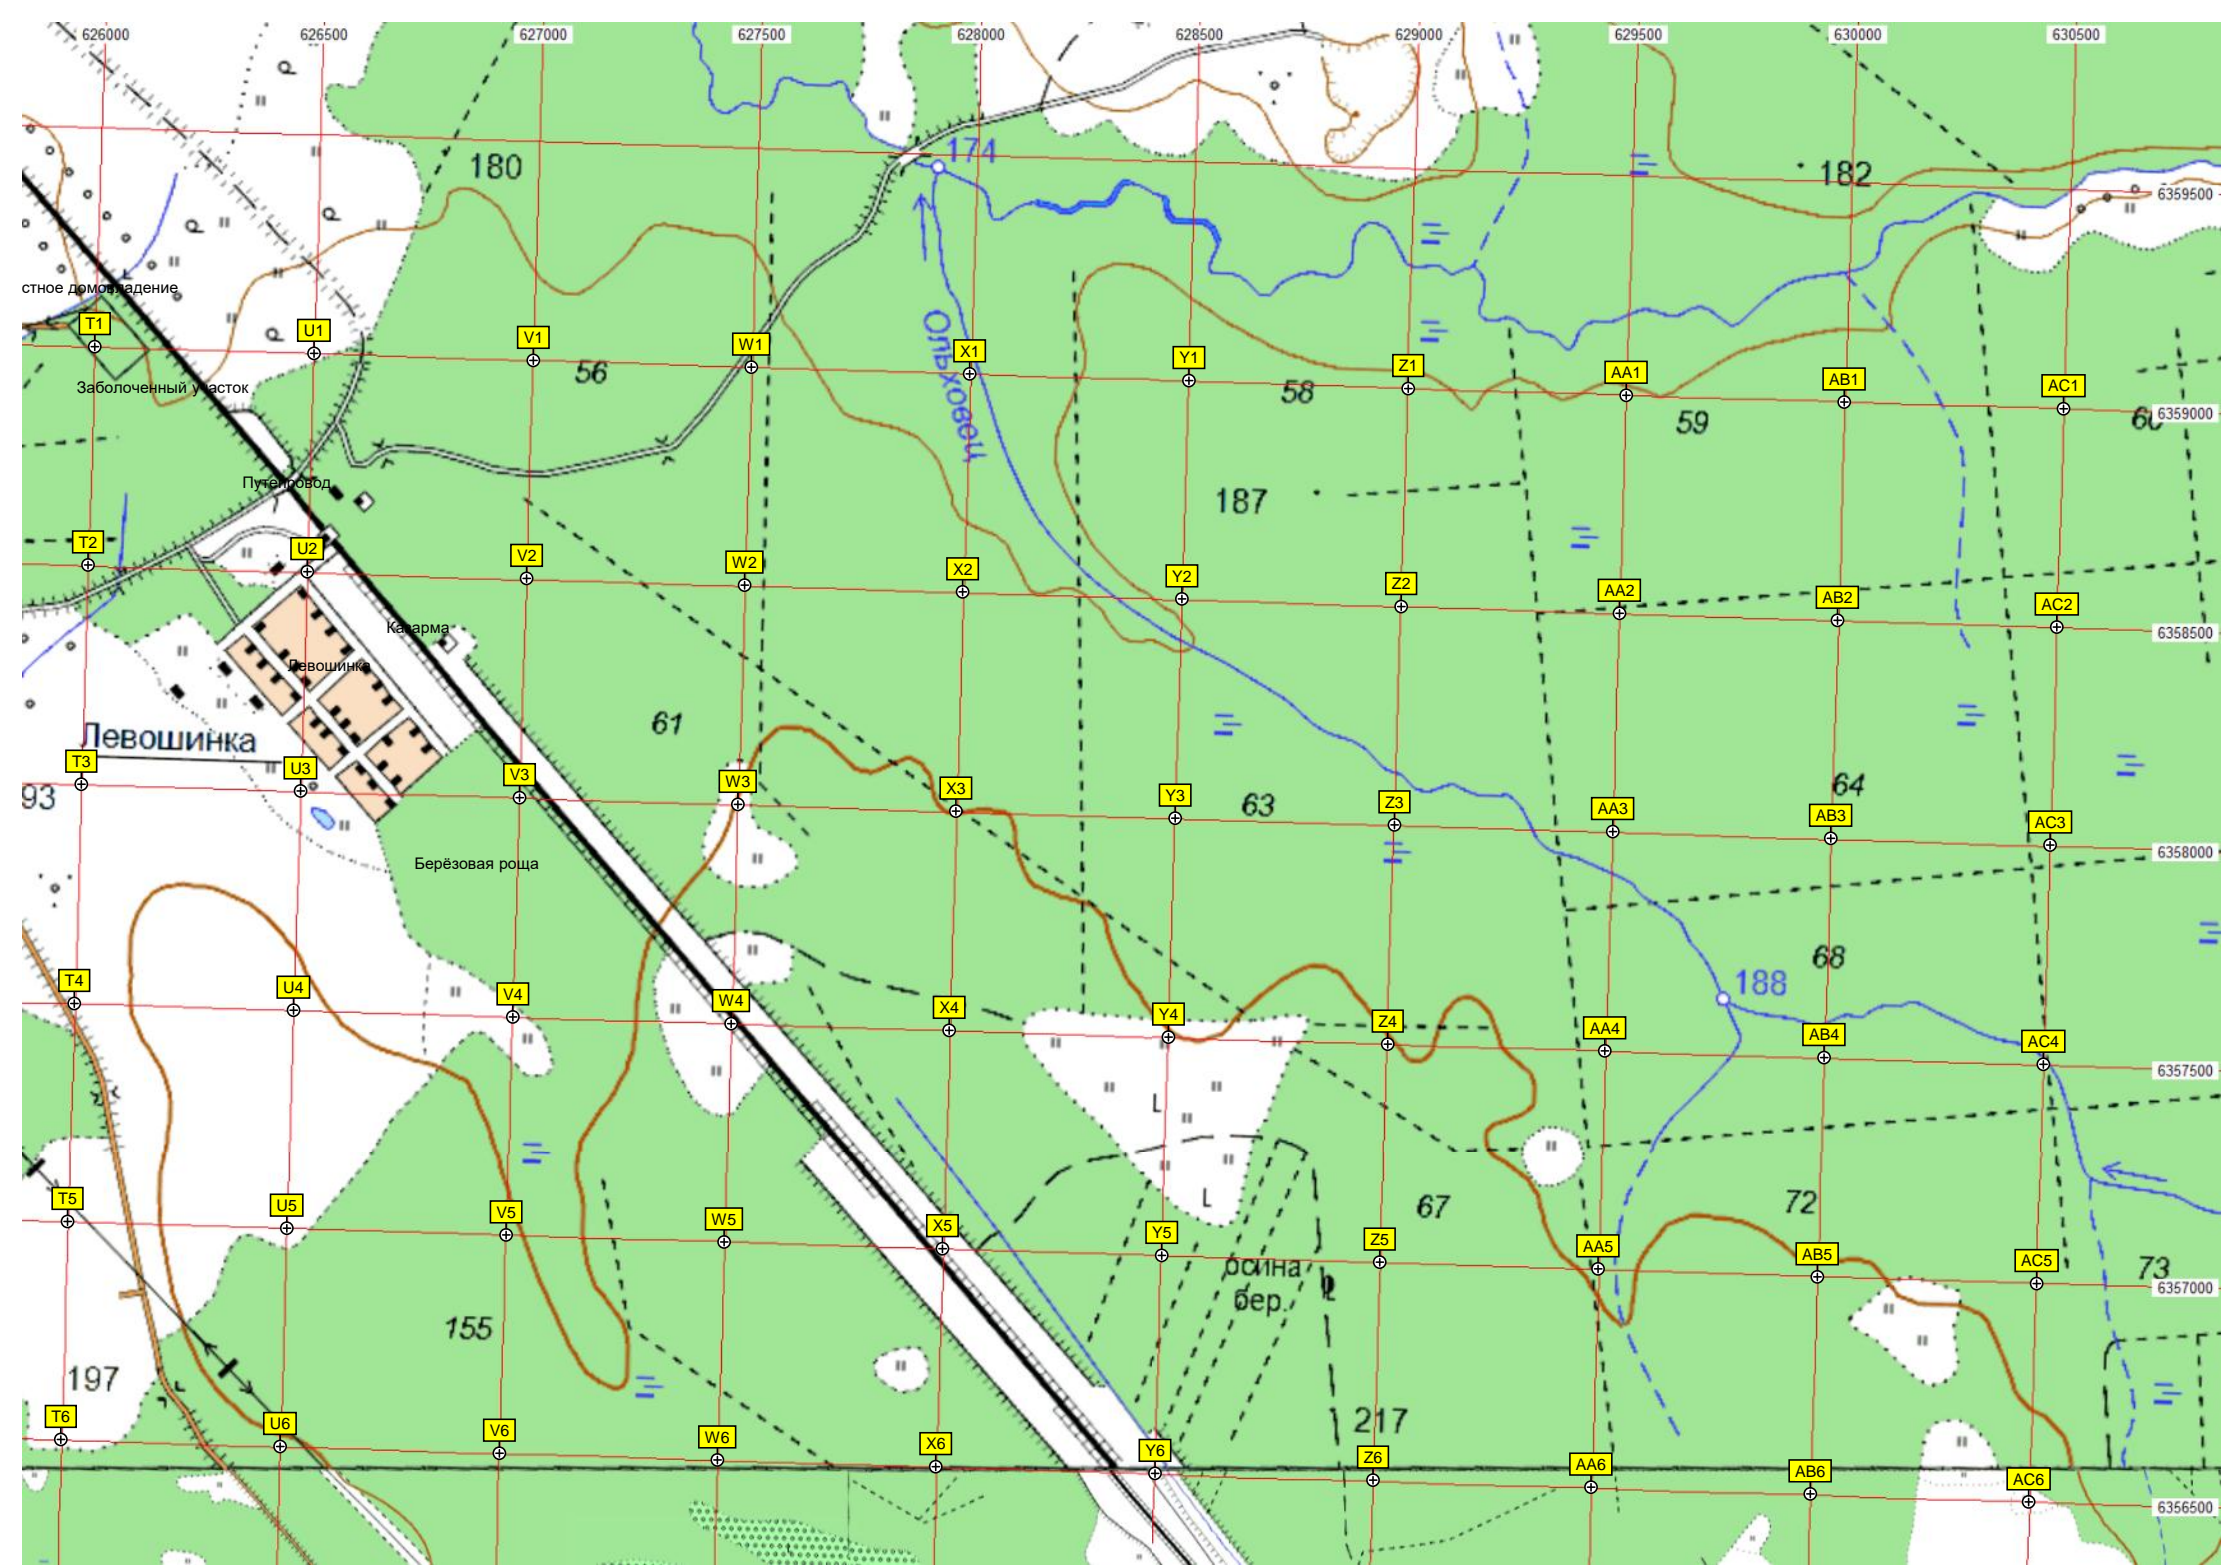 626000 626500 627000 627500 628000 628500 629000 629500 630000 630500
174
180
182
6359500
стное домовладение
T1 U1 V1 W1 X1 Y1 Z1 AA1 AB1 AC1
Ольховец
Заболоченный участок
56
58
59
6359000
60
Путепровод
187
T2 U2 V2 W2 X2 Y2 Z2 AA2 AB2 AC2
Казарма
6358500
Левошинка
61
Левошинка
T3 U3 V3 W3 X3 Y3 Z3 AA3 AB3 AC3
93
63
64
6358000
Берёзовая роща
68
188
T4 U4 V4 W4 X4 Y4 Z4 AA4 AB4 AC4
6357500
T5 U5 V5 W5 X5 Y5 Z5 AA5 AB5 AC5
67
72
осина
бер.
73
6357000
155
197
217
T6 U6 V6 W6 X6 Y6 Z6 AA6 AB6 AC6
6356500